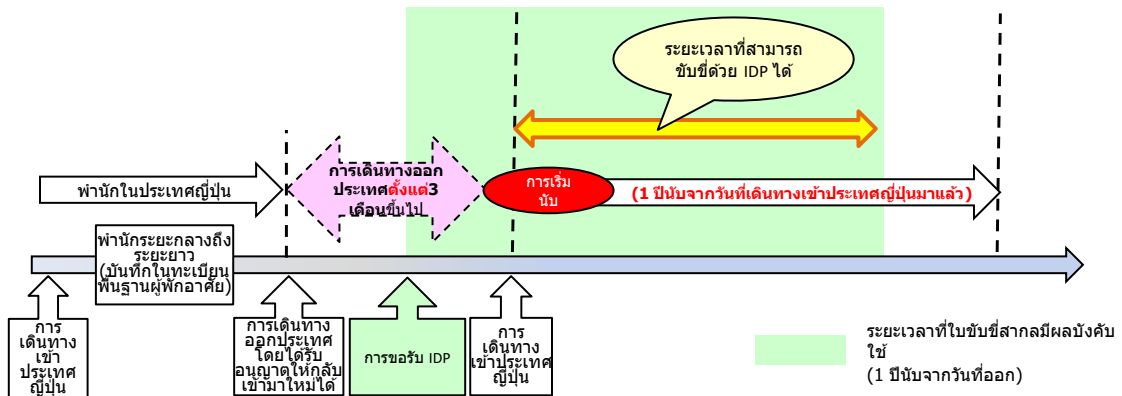 ระยะเวลาที่สามารถ
ขับขี่ด้วย IDP ได้
การเดินทางออก
ประเทศตั้งแต่3
เดือนขึ้นไป
พำนักในประเทศญี่ปุ่น
การเริ่ม
นับ
(1 ปีนับจากวันที่เดินทางเข้าประเทศญี่ปุ่นมาแล้ว)
พำนักระยะกลางถึง
ระยะยาว
(บันทึกในทะเบียน
พื้นฐานผู้พักอาศัย)
การ
เดินทาง
เข้า
ประเทศ
ญี่ปุ่น
การเดินทาง
ออกประเทศ
โดยได้รับ
อนุญาตให้กลับ
เข้ามาใหม่ได้
การขอรับ IDP
การ
เดินทาง
เข้าประเทศ
ญี่ปุ่น
ระยะเวลาที่ใบขับขี่สากลมีผลบังคับ
ใช้
(1 ปีนับจากวันที่ออก)